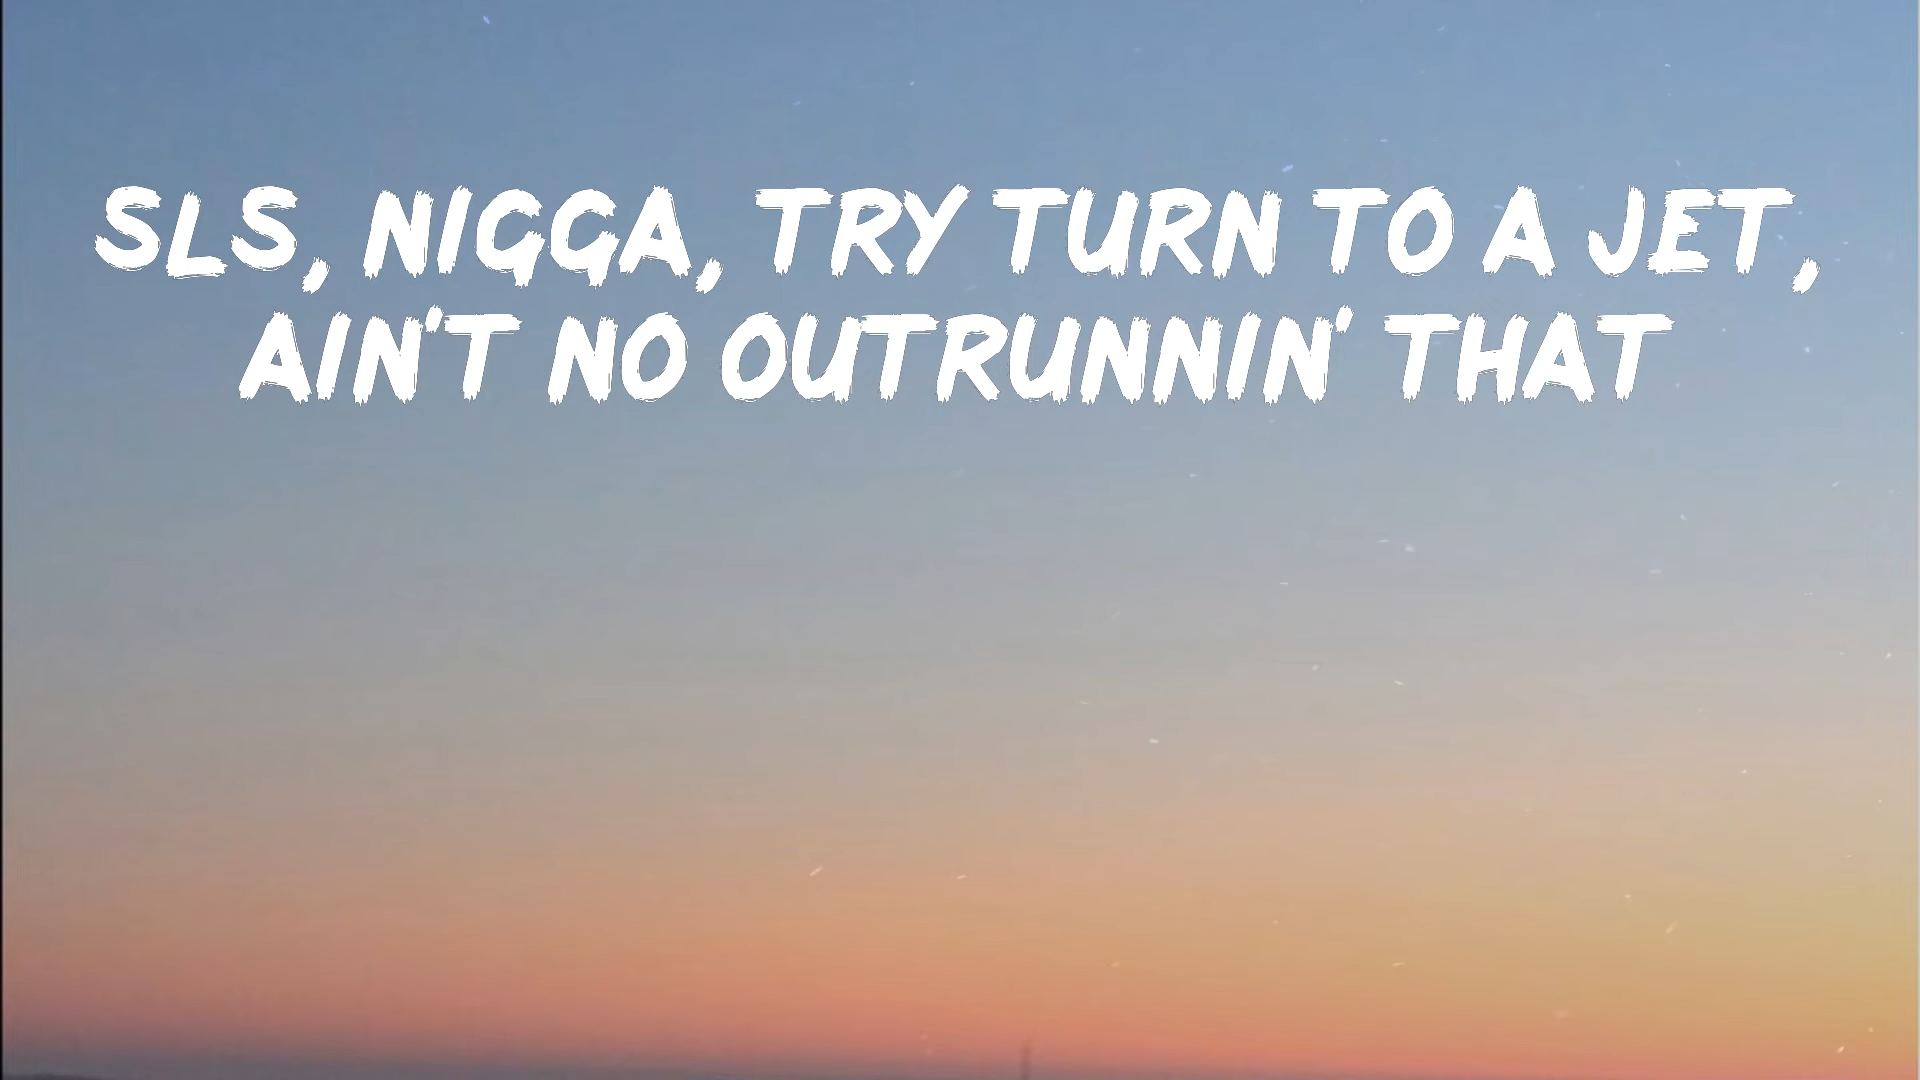 SLS, NIGGA, TRY TURN TO A JET,
AIN'T NO OUTRUNNIN' THAT